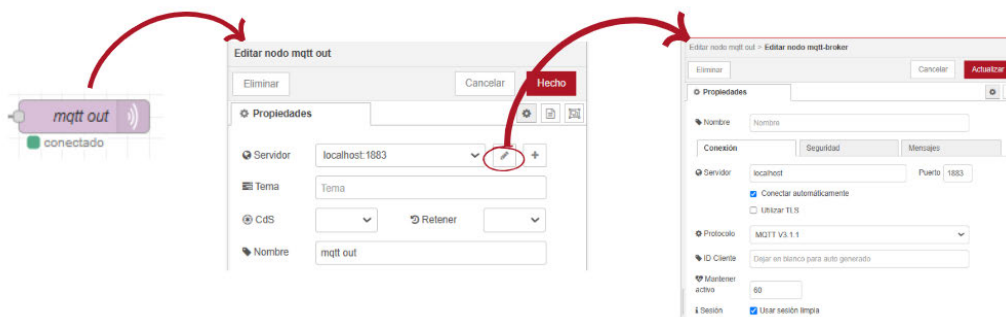 mqtt out
conectado
Editar nodo mqtt out
Eliminar
Cancelar
Hecho
Propiedades
Servidor
localhost:1883
Tema
Tema
CdS
Retener
Nombre
mqtt out
Editar nodo mqtt out > Editar nodo mqtt-broker
Eliminar
Cancelar
Actualizar
Propiedades
Nombre
Nombre
Conexión
Seguridad
Mensajes
Servidor
localhost
Puerto
1883
Conectar automáticamente
Utilizar TLS
Protocolo
MQTT V3.1.1
ID Cliente
Dejar en blanco para auto generado
Mantener
activo
60
Sesión
Usar sesión limpia